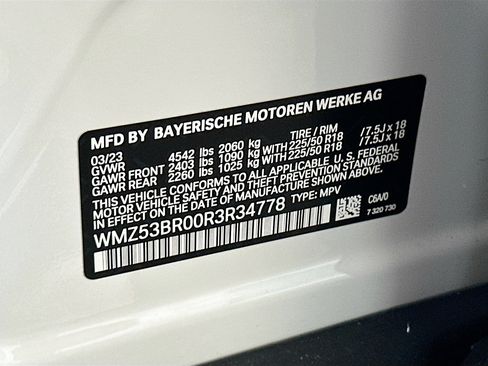 MFD BY BAYERISCHE MOTOREN WERKE AG
03/23 4542 lbs 2060 kg TIRE / RIM
GVWR
GAWR FRONT 2403 lbs 1090 kg WITH 225/50 R18 /7.5J x 18
GAWR REAR 2260 lbs 1025 kg WITH 225/50 R18 /7.5J x 18
THIS VEHICLE CONFORMS TO ALL APPLICABLE U. S. FEDERAL
MOTOR VEHICLE SAFETY AND THEFT PREVENTION STANDARDS
IN EFFECT ON THE DATE OF MANUFACTURE SHOWN ABOVE.
WMZ53BR00R3R34778 TYPE: MPV C6A/0
7 320 730